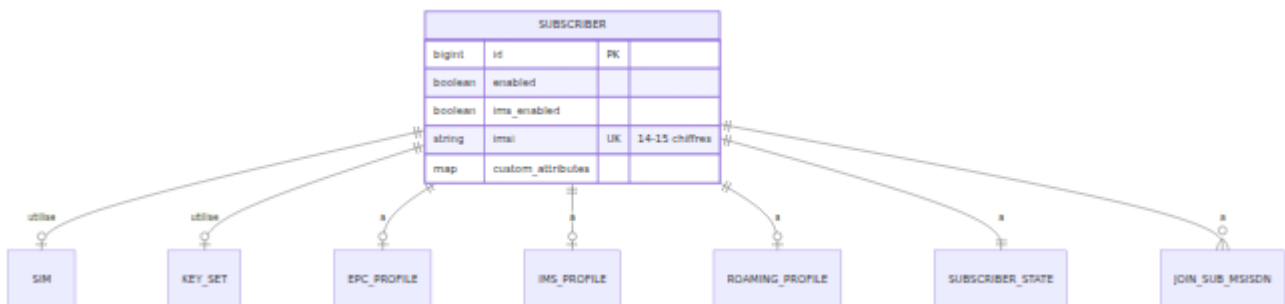 SUBSCRIBER
bigint id PK
boolean enabled
boolean ims_enabled
string imsi UK 14-15 chiffres
map custom_attributes
utilise utilise a a a a a
SIM KEY_SET EPC_PROFILE IMS_PROFILE ROAMING_PROFILE SUBSCRIBER_STATE JOIN_SUB_MSISDN